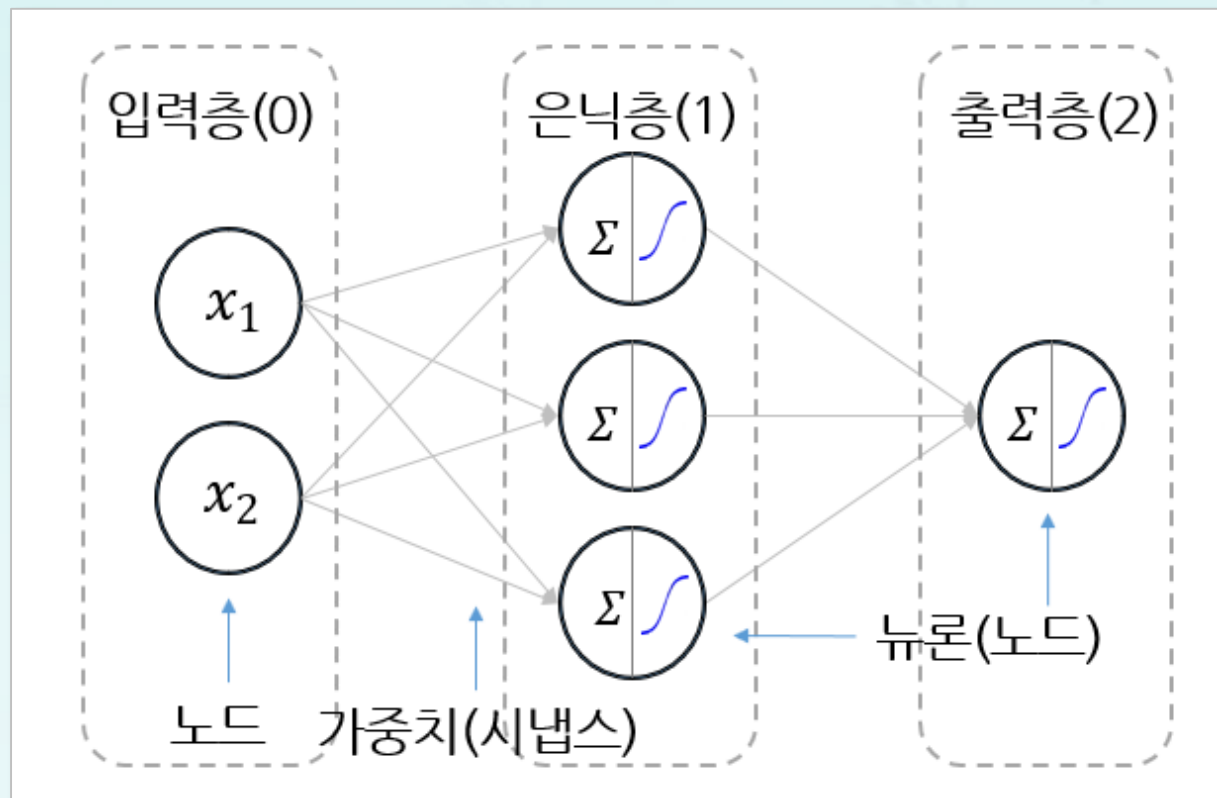 입력층(0)
은닉층(1)
출력층(2)
x₁
x₂
Σ
Σ
Σ
Σ
뉴론(노드)
노드
가중치(시냅스)